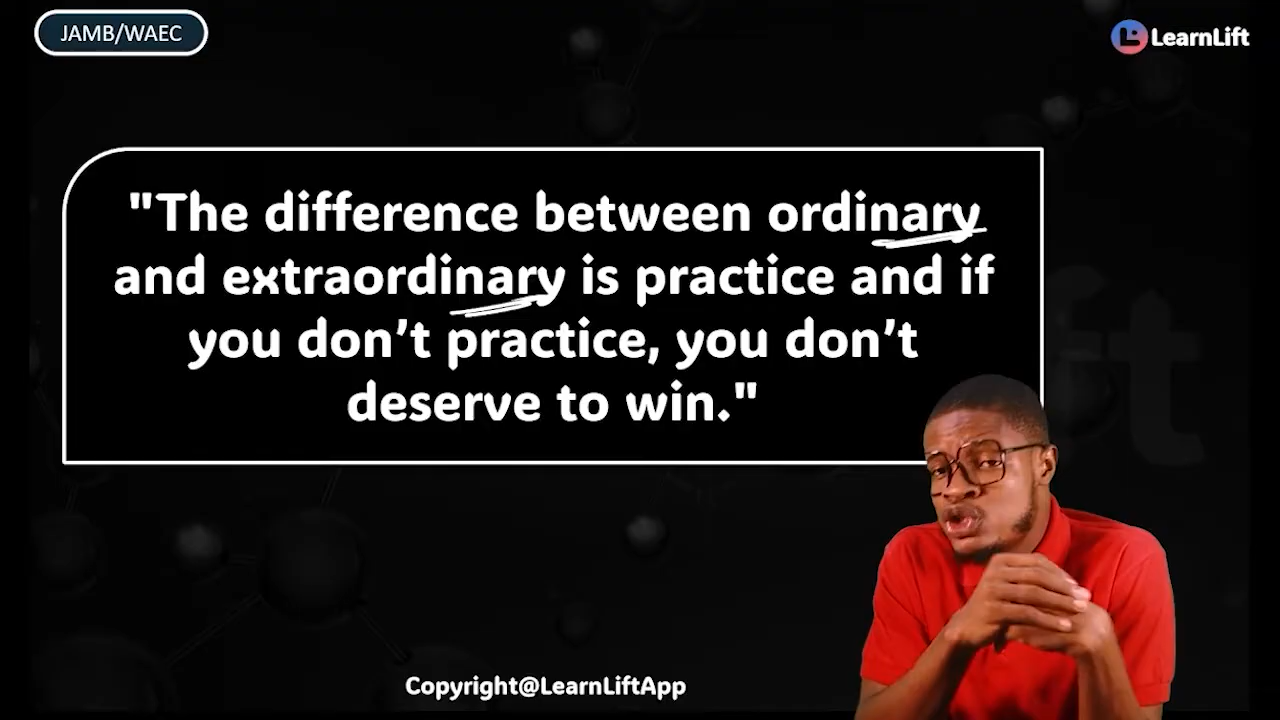 JAMB/WAEC
LearnLift
"The difference between ordinary
and extraordinary is practice and if
you don’t practice, you don’t
deserve to win."
ft
Copyright@LearnLiftApp